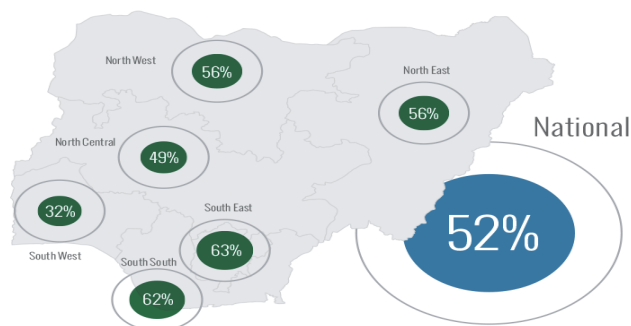 North West
56%
North East
56%
National
North Central
49%
52%
32%
South West
South East
63%
South South
62%